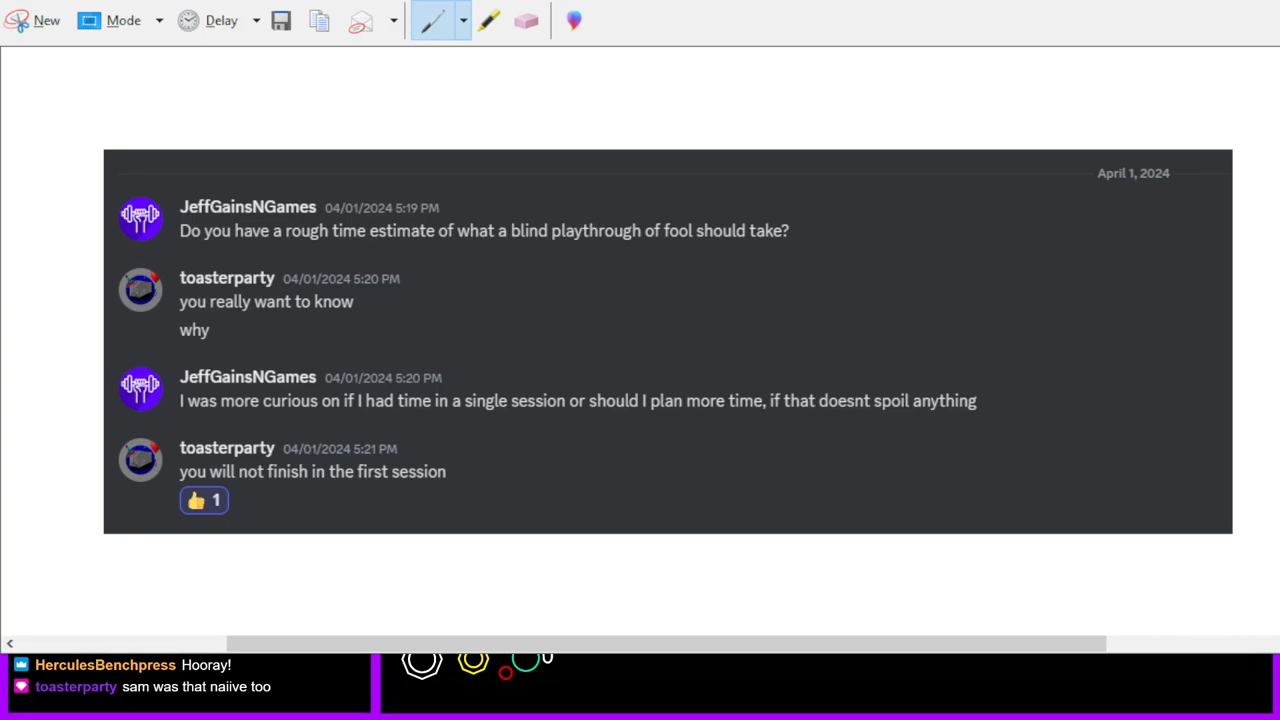 New Mode Delay
April 1, 2024
JeffGainsNGames 04/01/2024 5:19 PM
Do you have a rough time estimate of what a blind playthrough of fool should take?
toasterparty 04/01/2024 5:20 PM
you really want to know
why
JeffGainsNGames 04/01/2024 5:20 PM
I was more curious on if I had time in a single session or should I plan more time, if that doesnt spoil anything
toasterparty 04/01/2024 5:21 PM
you will not finish in the first session
👍 1
HerculesBenchpress Hooray!
toasterparty sam was that naiive too